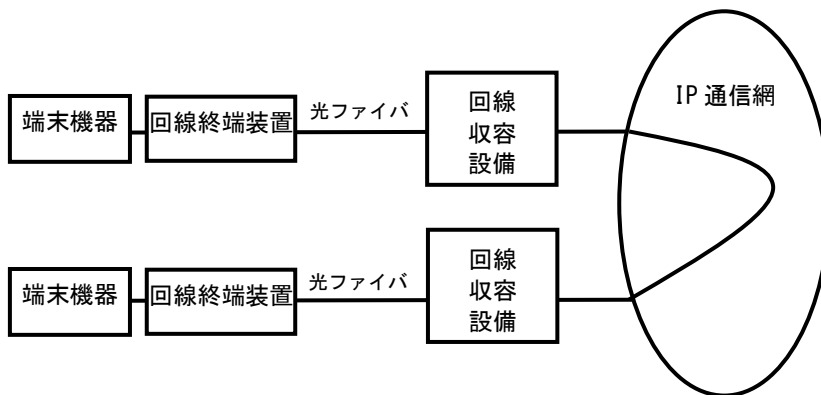 端末機器
回線終端装置
光ファイバ
回線
収容
設備
IP 通信網
端末機器
回線終端装置
光ファイバ
回線
収容
設備